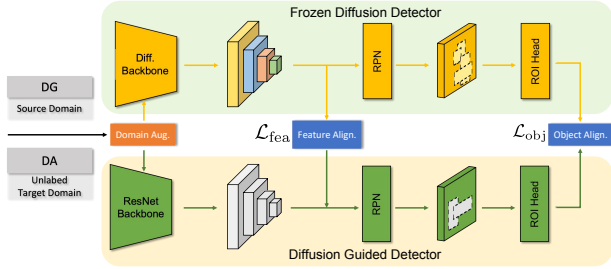 Frozen Diffusion Detector
Diff.
Backbone
RPN
ROI Head
DG
Source Domain
Domain Aug.
L_fea
Feature Align.
L_obj
Object Align.
DA
Unlabed
Target Domain
ResNet
Backbone
RPN
ROI Head
Diffusion Guided Detector